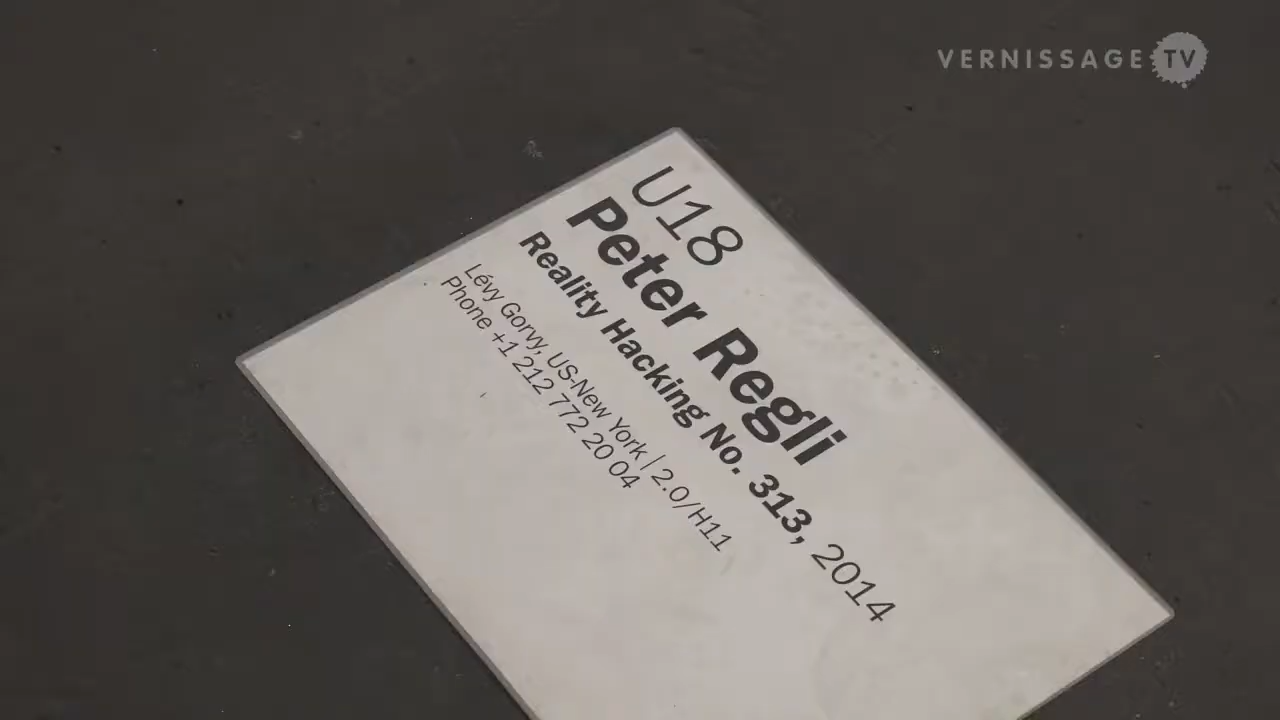 VERNISSAGE TV
U18
Peter Regli
Reality Hacking No. 313, 2014
Lévy Gorvy, US-New York | 2.0/H11
Phone +1 212 772 20 04